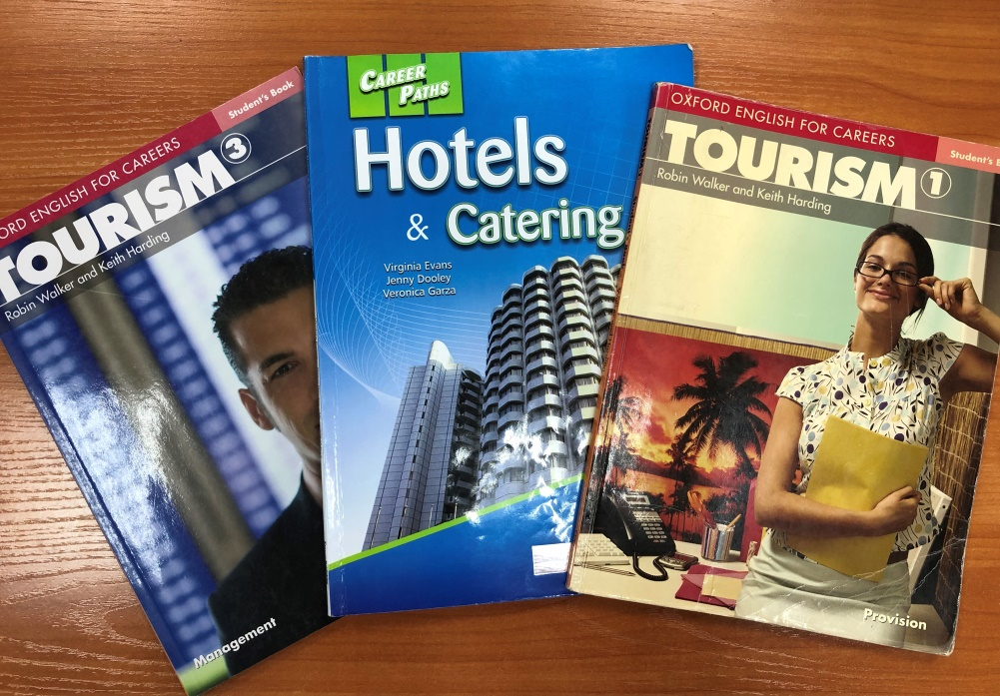 ORD ENGLISH FOR CAREERS
Student's Book
TOURISM 3
Robin Walker and Keith Harding
Management
CAREER
PATHS
Hotels
& Catering
Virginia Evans
Jenny Dooley
Veronica Garza
OXFORD ENGLISH FOR CAREERS
Student's B
TOURISM 1
Robin Walker and Keith Harding
Provision